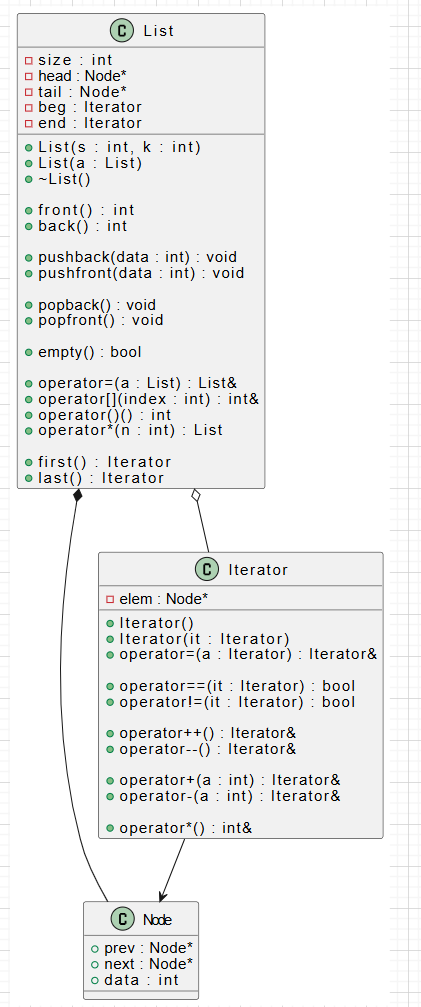 C List
size : int
head : Node*
tail : Node*
beg : Iterator
end : Iterator
List(s : int, k : int)
List(a : List)
~List()
front() : int
back() : int
pushback(data : int) : void
pushfront(data : int) : void
popback() : void
popfront() : void
empty() : bool
operator=(a : List) : List&
operator[](index : int) : int&
operator()() : int
operator*(n : int) : List
first() : Iterator
last() : Iterator
C Iterator
elem : Node*
Iterator()
Iterator(it : Iterator)
operator=(a : Iterator) : Iterator&
operator==(it : Iterator) : bool
operator!=(it : Iterator) : bool
operator++() : Iterator&
operator--() : Iterator&
operator+(a : int) : Iterator&
operator-(a : int) : Iterator&
operator*() : int&
C Node
prev : Node*
next : Node*
data : int